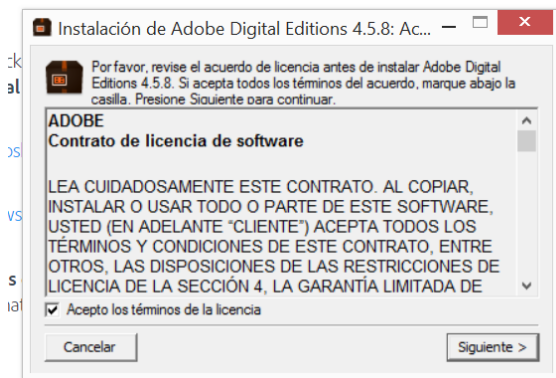 Instalación de Adobe Digital Editions 4.5.8: Ac...
Por favor, revise el acuerdo de licencia antes de instalar Adobe Digital
Editions 4.5.8. Si acepta todos los términos del acuerdo, marque abajo la
casilla. Presione Siguiente para continuar.
ADOBE
Contrato de licencia de software
LEA CUIDADOSAMENTE ESTE CONTRATO. AL COPIAR,
INSTALAR O USAR TODO O PARTE DE ESTE SOFTWARE,
USTED (EN ADELANTE “CLIENTE”) ACEPTA TODOS LOS
TÉRMINOS Y CONDICIONES DE ESTE CONTRATO, ENTRE
OTROS, LAS DISPOSICIONES DE LAS RESTRICCIONES DE
LICENCIA DE LA SECCIÓN 4, LA GARANTÍA LIMITADA DE
Acepto los términos de la licencia
Cancelar
Siguiente >